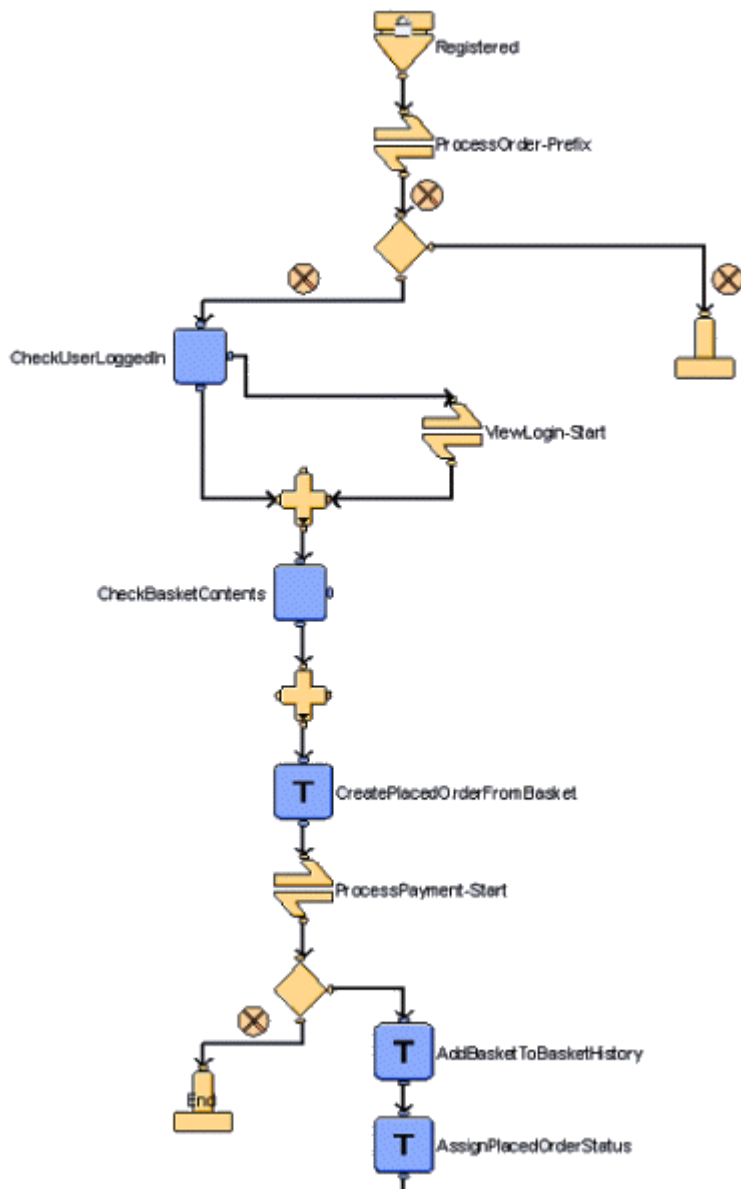 Registered
ProcessOrder-Prefix
CheckUserLoggedIn
ViewLogin-Start
CheckBasketContents
T
CreatePlacedOrderFromBasket
ProcessPayment-Start
T
AddBasketToBasketHistory
End
T
AssignPlacedOrderStatus